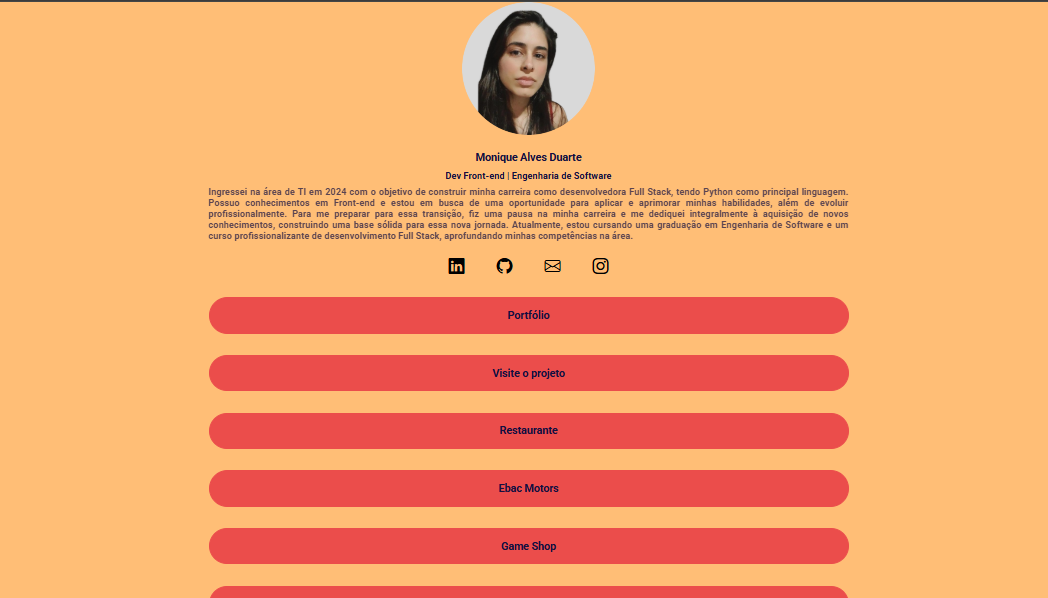 Monique Alves Duarte
Dev Front-end | Engenharia de Software
Ingressei na área de TI em 2024 com o objetivo de construir minha carreira como desenvolvedora Full Stack, tendo Python como principal linguagem.
Possuo conhecimentos em Front-end e estou em busca de uma oportunidade para aplicar e aprimorar minhas habilidades, além de evoluir
profissionalmente. Para me preparar para essa transição, fiz uma pausa na minha carreira e me dediquei integralmente à aquisição de novos
conhecimentos, construindo uma base sólida para essa nova jornada. Atualmente, estou cursando uma graduação em Engenharia de Software e um
curso profissionalizante de desenvolvimento Full Stack, aprofundando minhas competências na área.
in
Portfólio
Visite o projeto
Restaurante
Ebac Motors
Game Shop